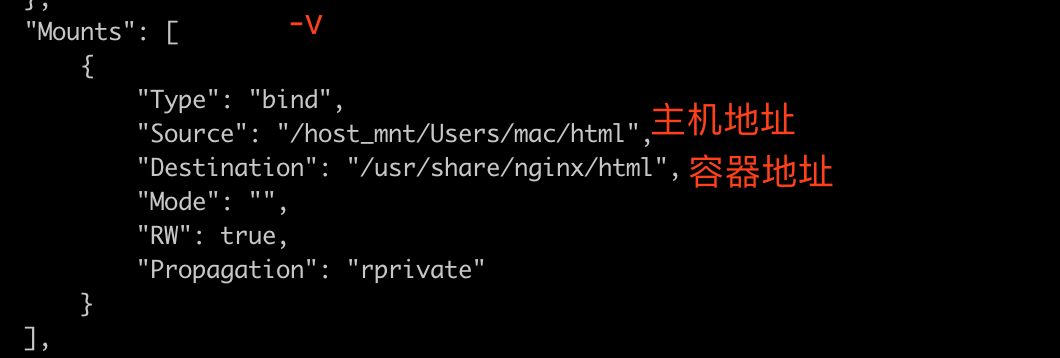 },
"Mounts": [ -v
{
"Type": "bind",
"Source": "/host_mnt/Users/mac/html", 主机地址
"Destination": "/usr/share/nginx/html", 容器地址
"Mode": "",
"RW": true,
"Propagation": "rprivate"
}
],